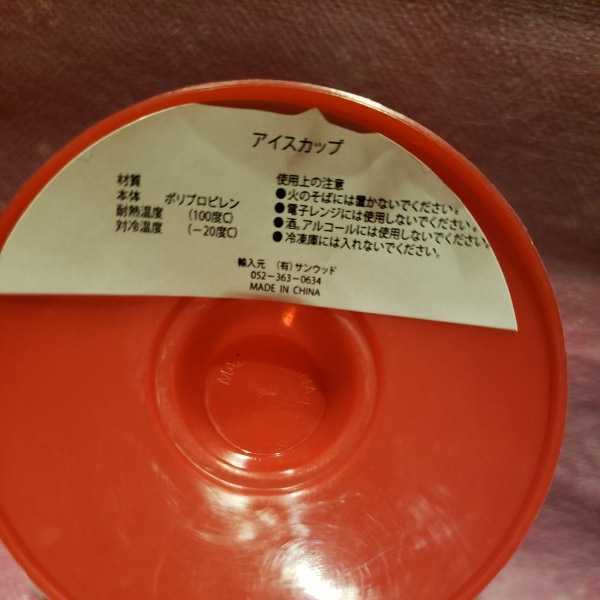 アイスカップ
材質
本体 ポリプロピレン
耐熱温度 (100度C)
対冷温度 (−20度C)
使用上の注意
●火のそばには置かないでください。
●電子レンジには使用しないでください。
●酒。アルコールには使用しないでください。
●冷凍庫には入れないでください。
輸入元 (有)サンウッド
052−363−0634
MADE IN CHINA